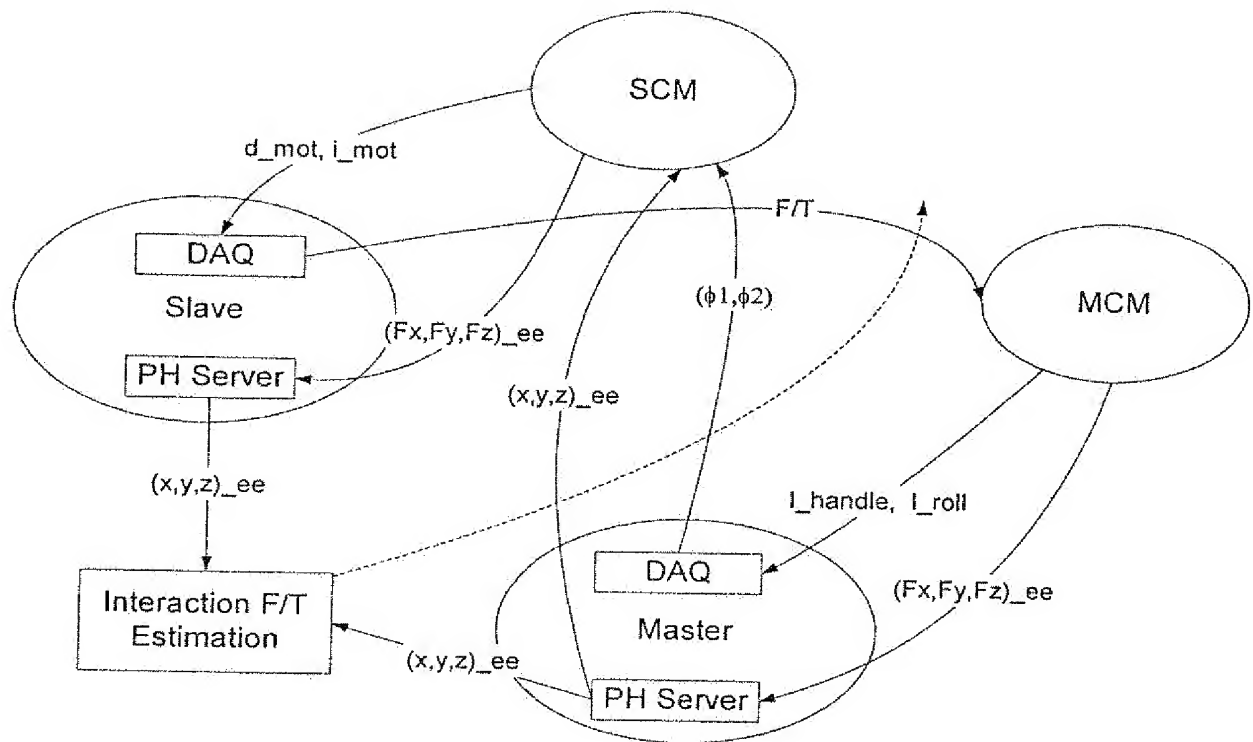 SCM
d_mot, i_mot
F/T
DAQ
Slave
(ϕ1,ϕ2)
MCM
(Fx,Fy,Fz)_ee
PH Server
(x,y,z)_ee
(x,y,z)_ee
I_handle, I_roll
DAQ
(Fx,Fy,Fz)_ee
Interaction F/T
Estimation
Master
(x,y,z)_ee
PH Server